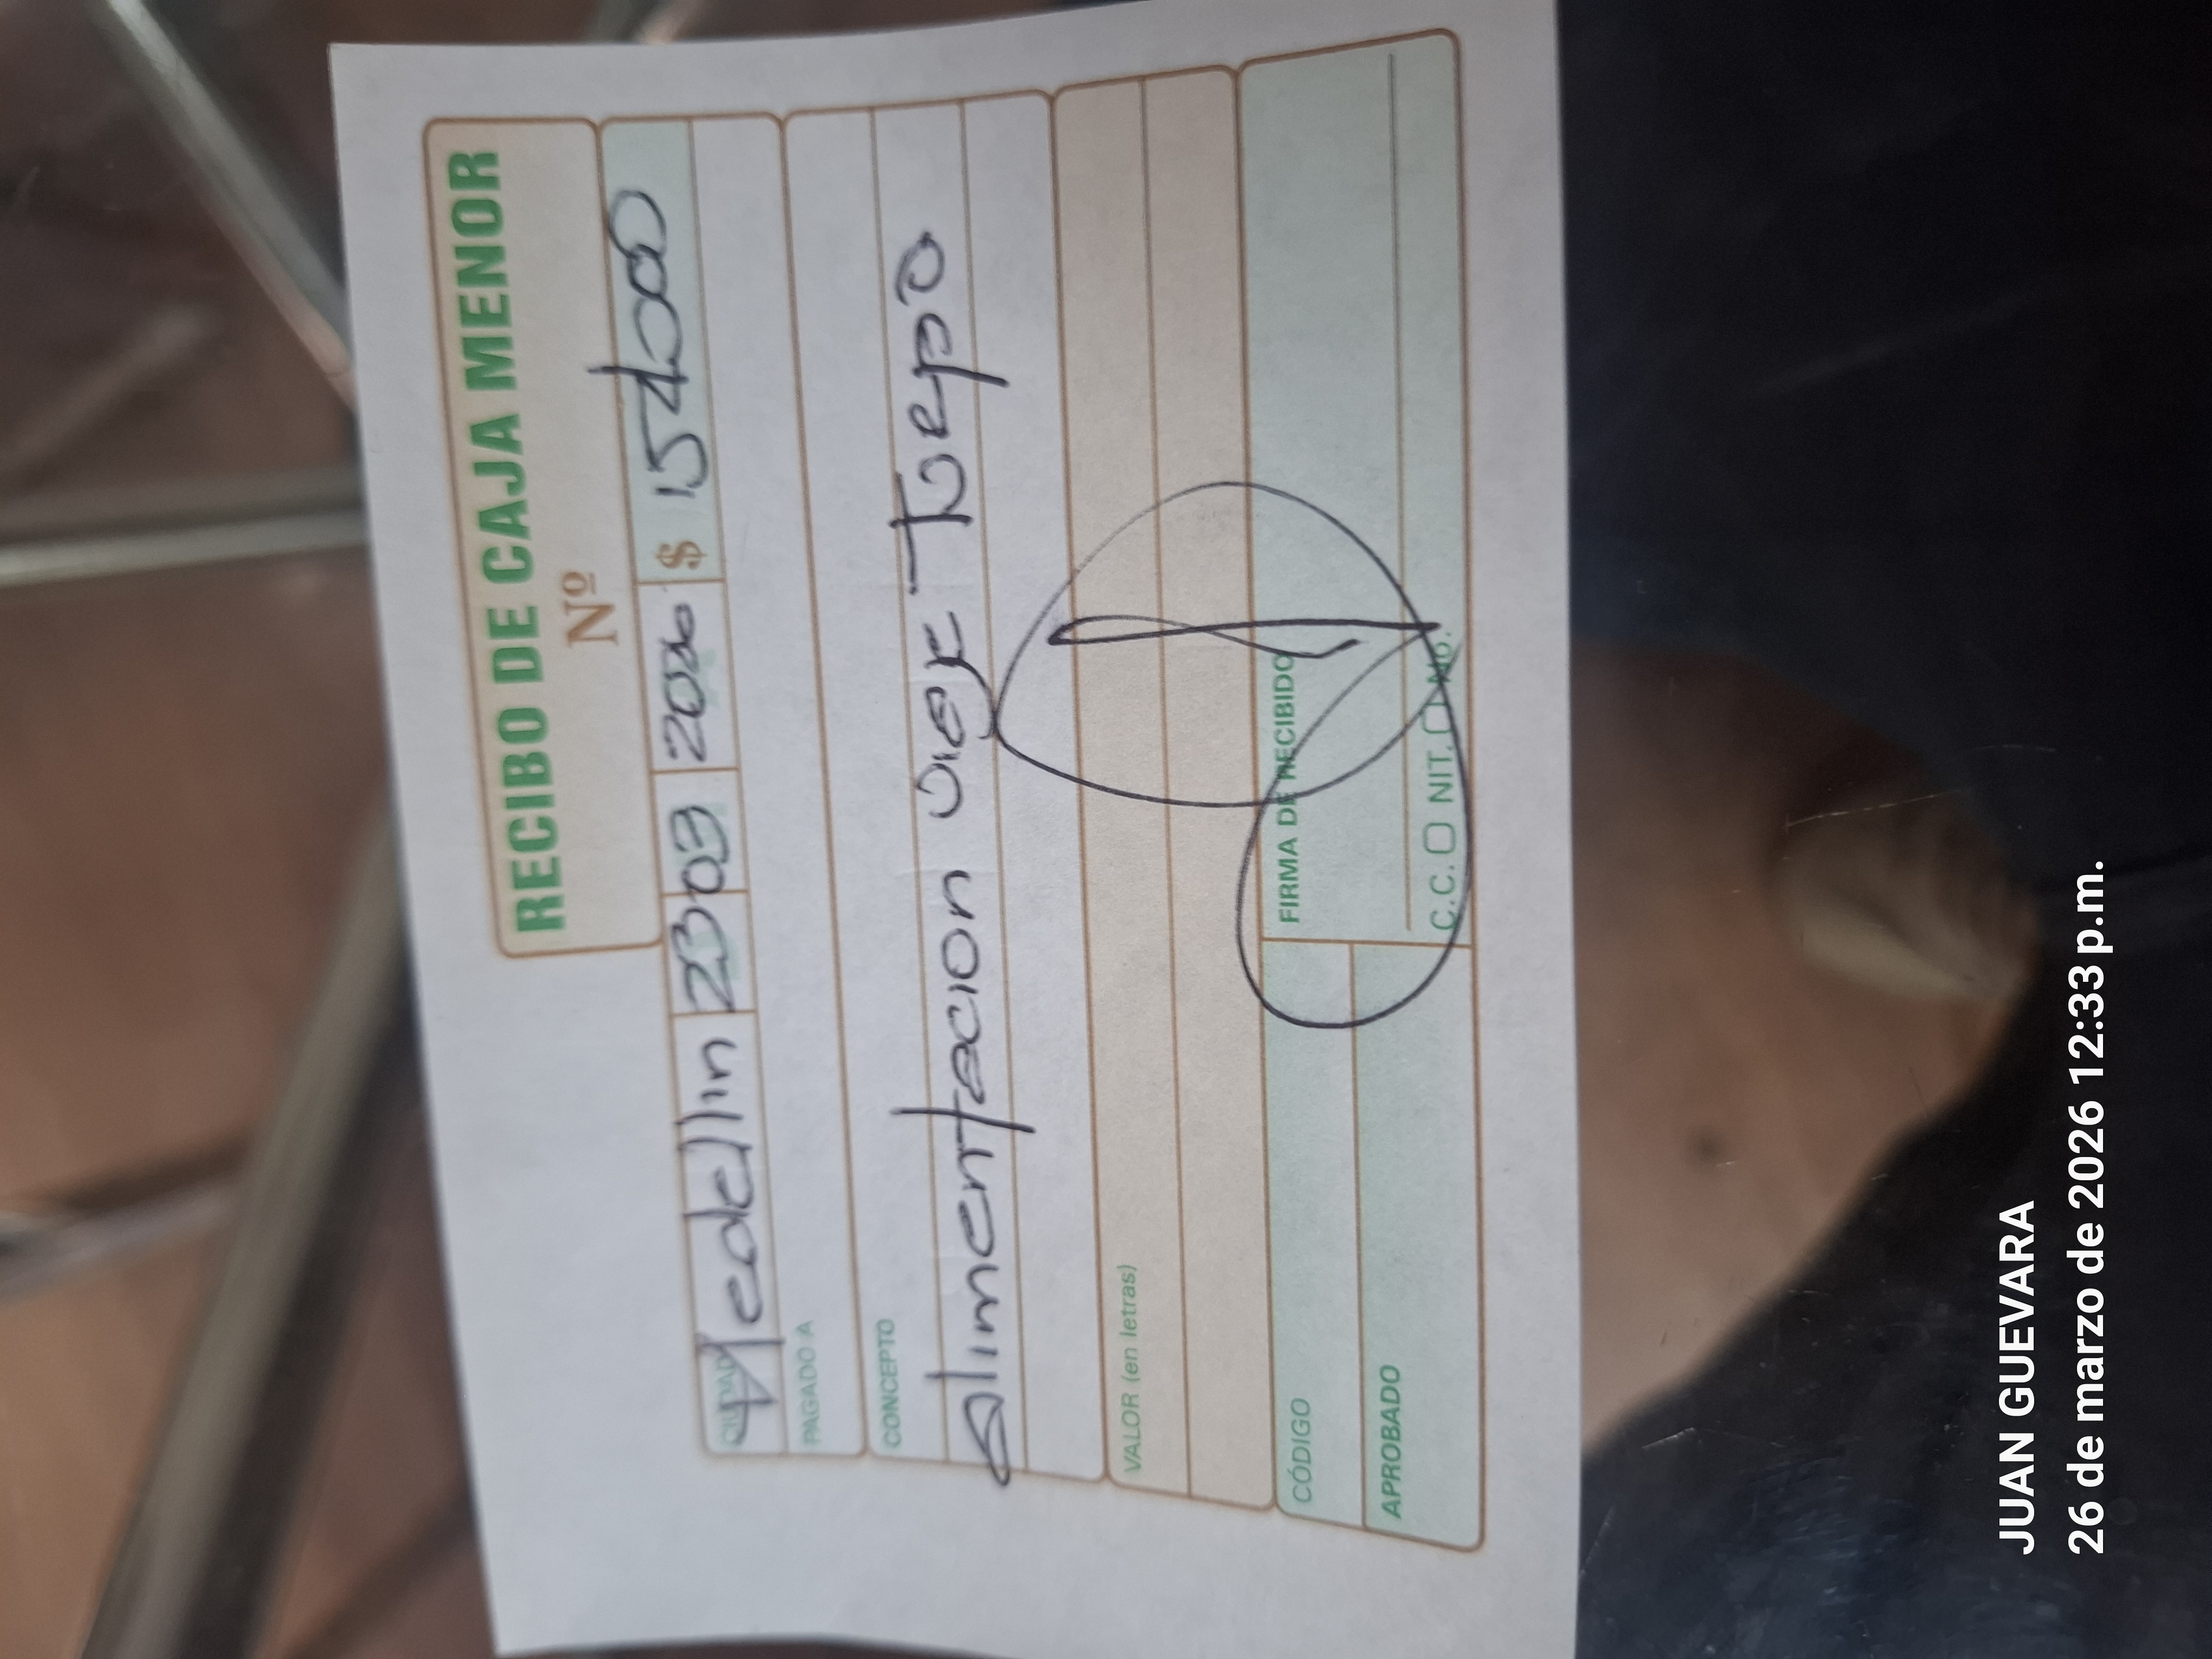 RECIBO DE CAJA MENOR
Nº
CIUDAD Medellin 23 03 2026 $ 154000
PAGADO A
CONCEPTO
alimentacion viaje
VALOR (en letras)
CÓDIGO
FIRMA DE RECIBIDO
APROBADO
C.C. NIT. No.
JUAN GUEVARA
26 de marzo de 2026 12:33 p.m.